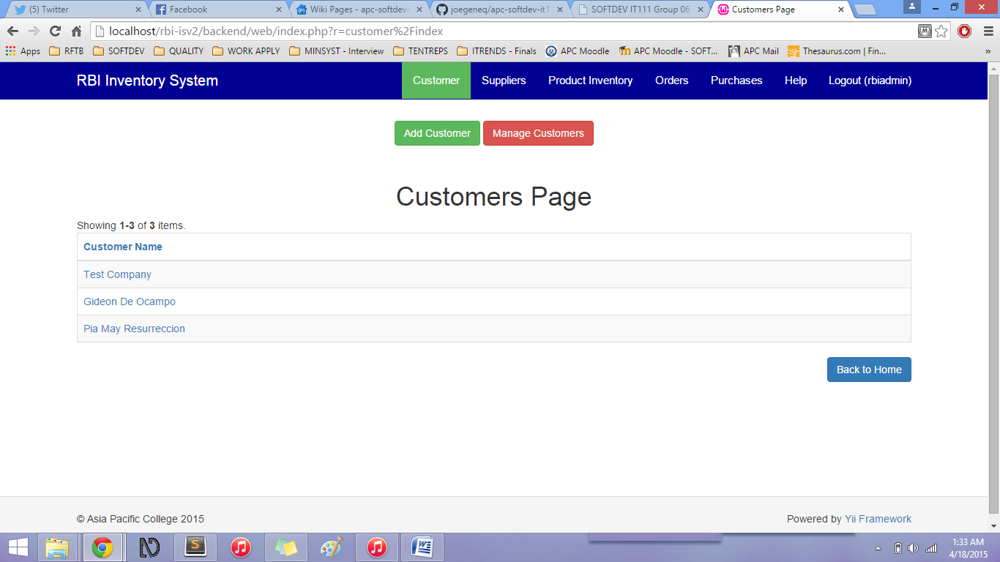 (5) Twitter Facebook Wiki Pages - apc-softdev- joegeneq/apc-softdev-it1 SOFTDEV IT111 Group 06 Customers Page
localhost/rbi-isv2/backend/web/index.php?r=customer%2Findex
Apps RFTB SOFTDEV QUALITY WORK APPLY MINSYST - Interview TENTREPS ITRENDS - Finals APC Moodle APC Moodle - SOFT... APC Mail Thesaurus.com | Fin... »
RBI Inventory System Customer Suppliers Product Inventory Orders Purchases Help Logout (rbiadmin)
Add Customer Manage Customers
Customers Page
Showing 1-3 of 3 items.
Customer Name
Test Company
Gideon De Ocampo
Pia May Resurreccion
Back to Home
© Asia Pacific College 2015 Powered by Yii Framework
1:33 AM
4/18/2015